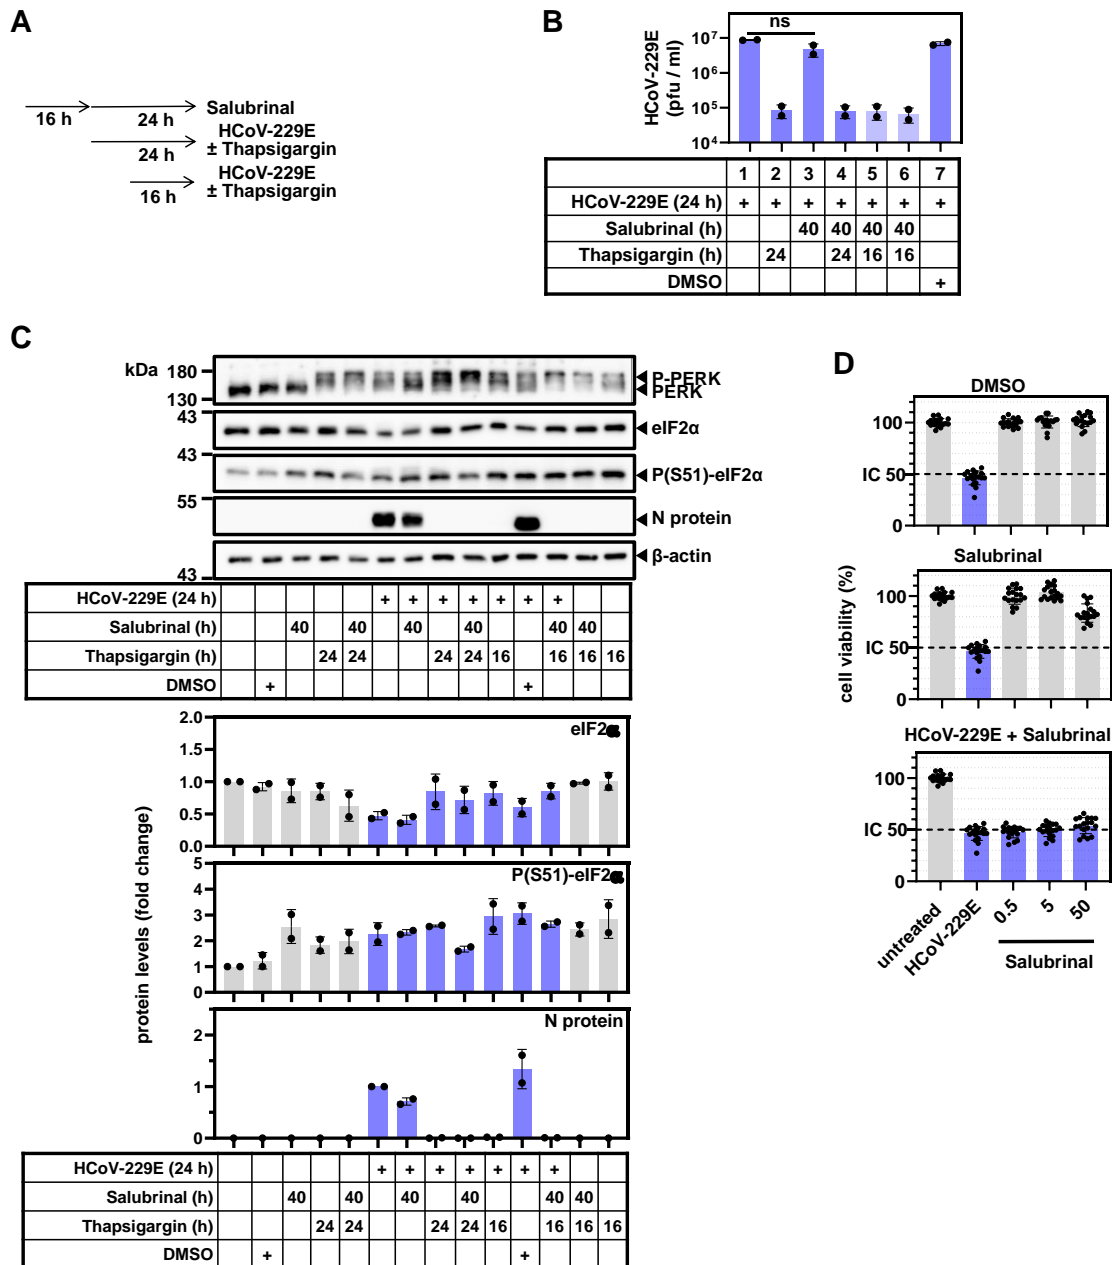 A
16 h
24 h
Salubrinal
24 h
HCoV-229E
± Thapsigargin
16 h
HCoV-229E
± Thapsigargin
B
HCoV-229E
(pfu / ml)
ns
10⁷
10⁶
10⁵
10⁴
1 2 3 4 5 6 7
HCoV-229E (24 h) + + + + + + +
Salubrinal (h) 40 40 40 40
Thapsigargin (h) 24 24 16 16
DMSO +
C
kDa
180
130
P-PERK
PERK
43
eIF2α
43
P(S51)-eIF2α
55
N protein
43
β-actin
HCoV-229E (24 h) + + + + + + +
Salubrinal (h) 40 40 40 40 40 40
Thapsigargin (h) 24 24 24 24 16 16 16 16
DMSO + +
protein levels (fold change)
eIF2α
2.0
1.5
1.0
0.5
0.0
P(S51)-eIF2α
5
4
3
2
1
0
N protein
2
1
0
HCoV-229E (24 h) + + + + + + +
Salubrinal (h) 40 40 40 40 40 40
Thapsigargin (h) 24 24 24 24 16 16 16 16
DMSO + +
D
cell viability (%)
DMSO
100
IC 50
0
Salubrinal
100
IC 50
0
HCoV-229E + Salubrinal
100
IC 50
0
untreated
HCoV-229E
0.5
5
50
Salubrinal